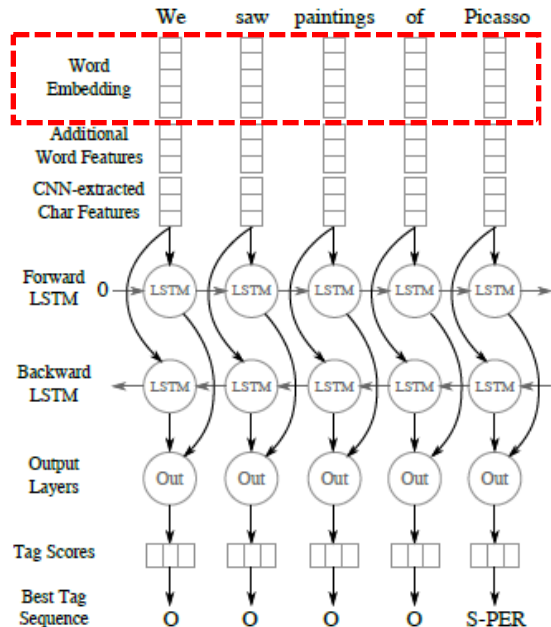 We saw paintings of Picasso
Word
Embedding
Additional
Word Features
CNN-extracted
Char Features
Forward
LSTM
0
LSTM LSTM LSTM LSTM LSTM
Backward
LSTM
LSTM LSTM LSTM LSTM LSTM
Output
Layers
Out Out Out Out Out
Tag Scores
Best Tag
Sequence
O O O O S-PER